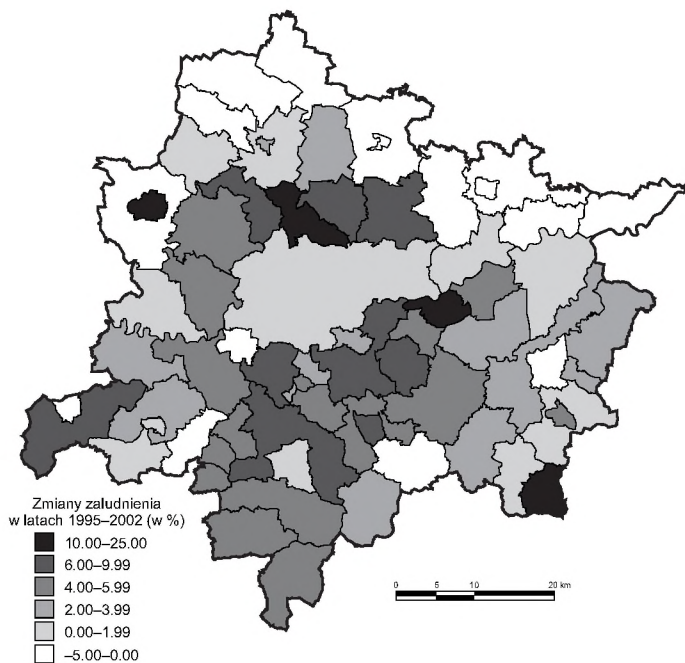 Zmiany zaludnienia
w latach 1995–2002 (w %)
10.00–25.00
6.00–9.99
4.00–5.99
2.00–3.99
0.00–1.99
–5.00–0.00
0 5 10 20 km